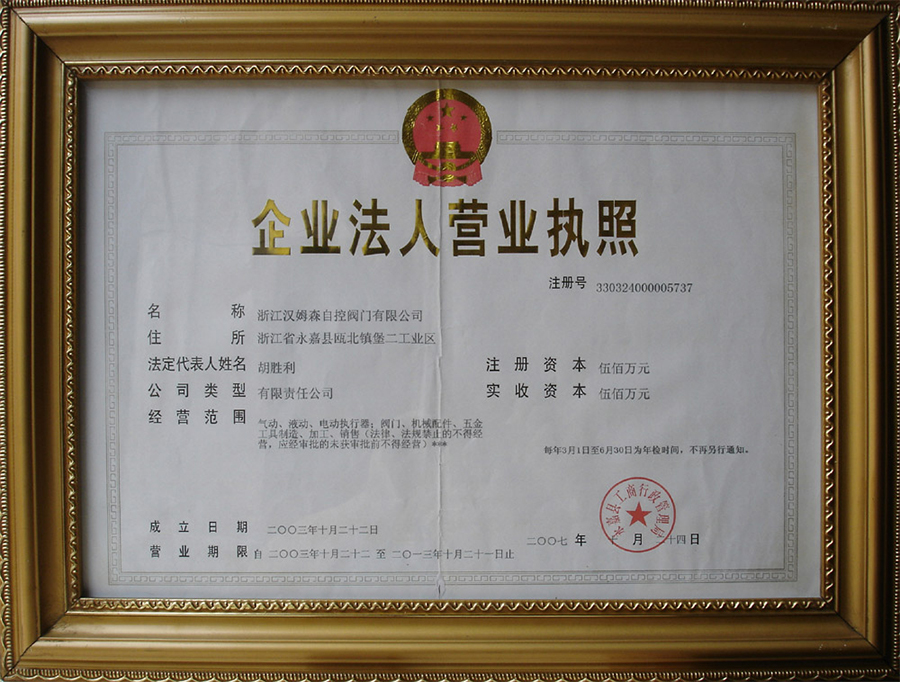 企业法人营业执照
注册号 330324000005737
名称 浙江汉姆森自控阀门有限公司
住所 浙江省永嘉县瓯北镇堡二工业区
法定代表人姓名 胡胜利
注册资本 伍佰万元
公司类型 有限责任公司
实收资本 伍佰万元
经营范围 气动、液动、电动执行器；阀门、机械配件、五金
工具制造、加工、销售（法律、法规禁止的不得经
营，应经审批的未获审批前不得经营）***
每年3月1日至6月30日为年检时间，不再另行通知。
永嘉县工商行政管理局
成立日期 二〇〇三年十月二十二日
营业期限 自 二〇〇三年十月二十二 至 二〇一三年十月二十一日止
二〇〇七 年 月 十四 日